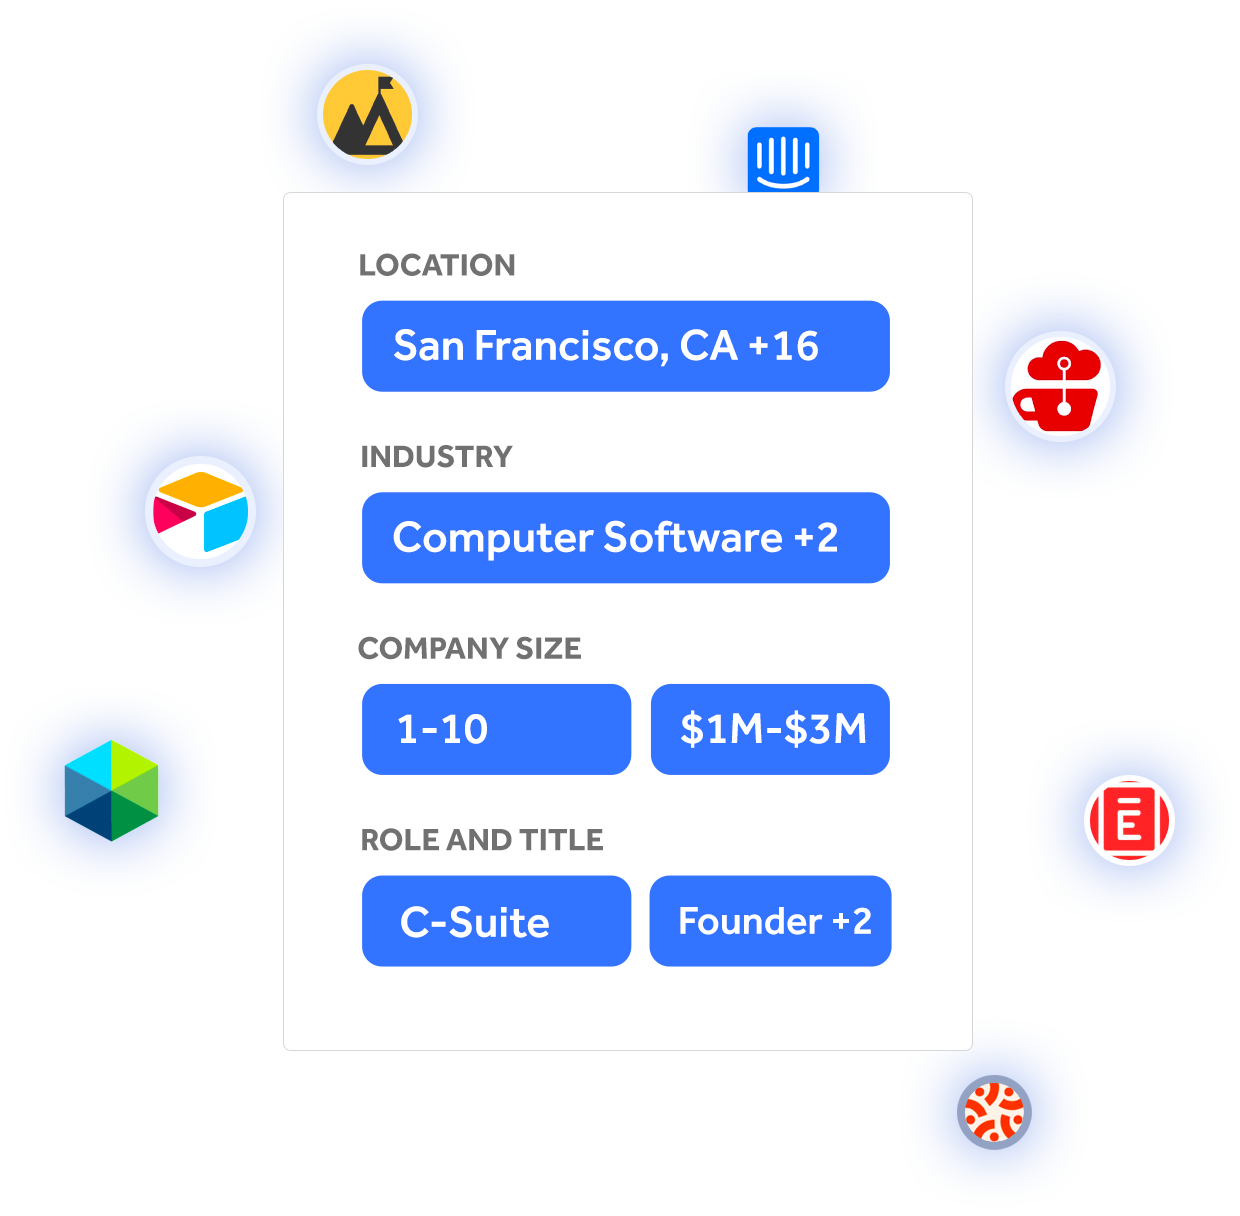 LOCATION
San Francisco, CA +16
INDUSTRY
Computer Software +2
COMPANY SIZE
1-10 $1M-$3M
ROLE AND TITLE
C-Suite Founder +2
E